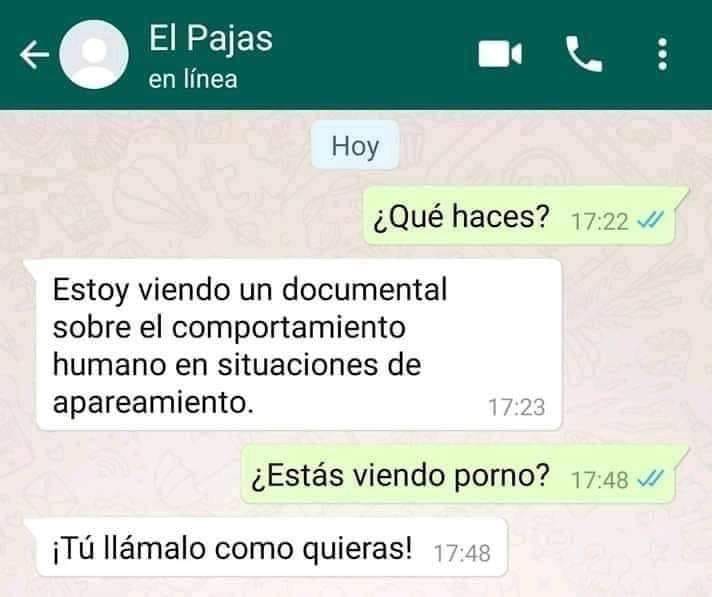 El Pajas
en línea
Hoy
¿Qué haces? 17:22
Estoy viendo un documental
sobre el comportamiento
humano en situaciones de
apareamiento. 17:23
¿Estás viendo porno? 17:48
¡Tú llámalo como quieras! 17:48